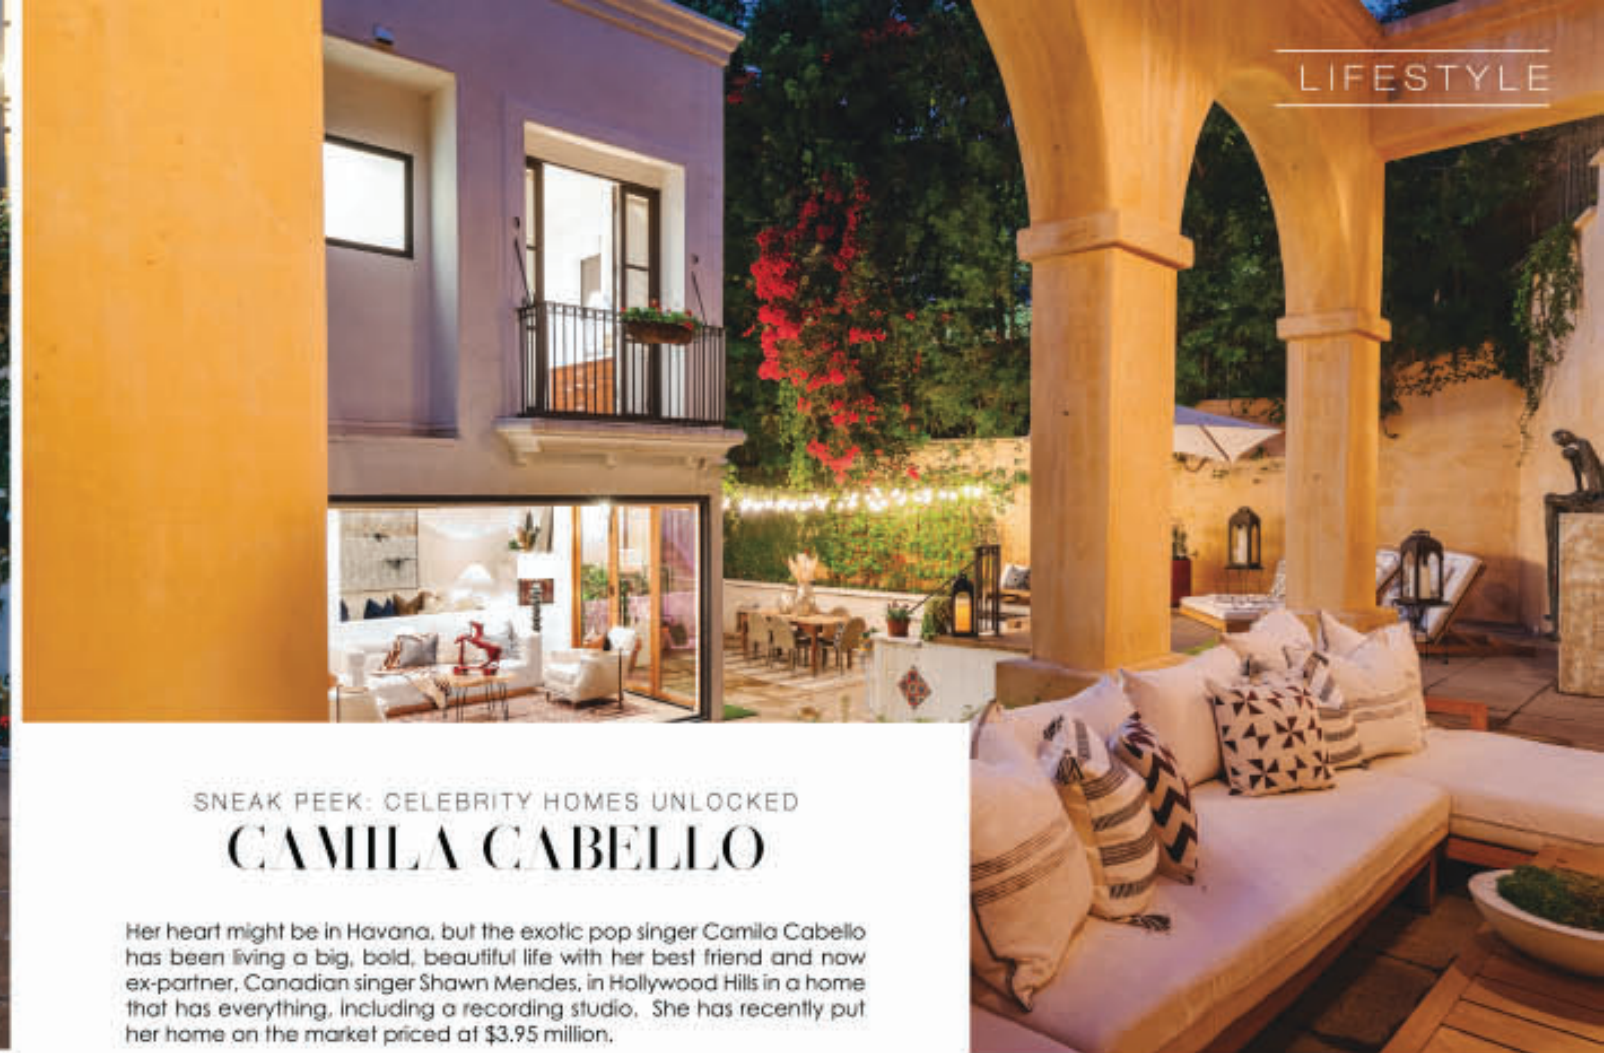 LIFESTYLE
SNEAK PEEK: CELEBRITY HOMES UNLOCKED
CAMILA CABELLO
Her heart might be in Havana, but the exotic pop singer Camila Cabello
has been living a big, bold, beautiful life with her best friend and now
ex-partner, Canadian singer Shawn Mendes, in Hollywood Hills in a home
that has everything, including a recording studio. She has recently put
her home on the market priced at $3.95 million.